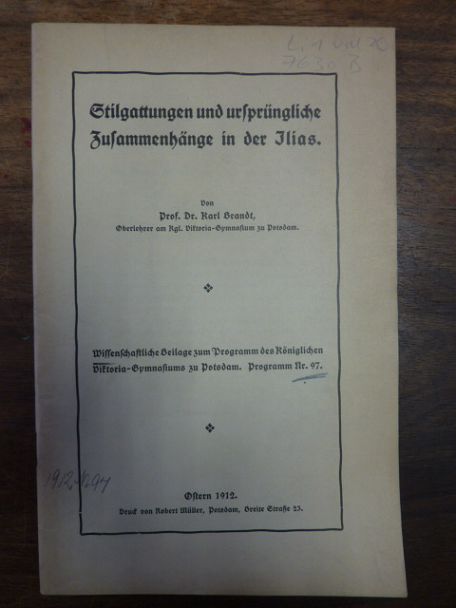 7630 B
Stilgattungen und ursprüngliche
Zusammenhänge in der Ilias.
Von
Prof. Dr. Karl Brandt,
Oberlehrer am Kgl. Viktoria-Gymnasium zu Potsdam.
Wissenschaftliche Beilage zum Programm des Königlichen
Viktoria-Gymnasiums zu Potsdam. Programm Nr. 97.
Ostern 1912.
Druck von Robert Müller, Potsdam, Breite Straße 23.